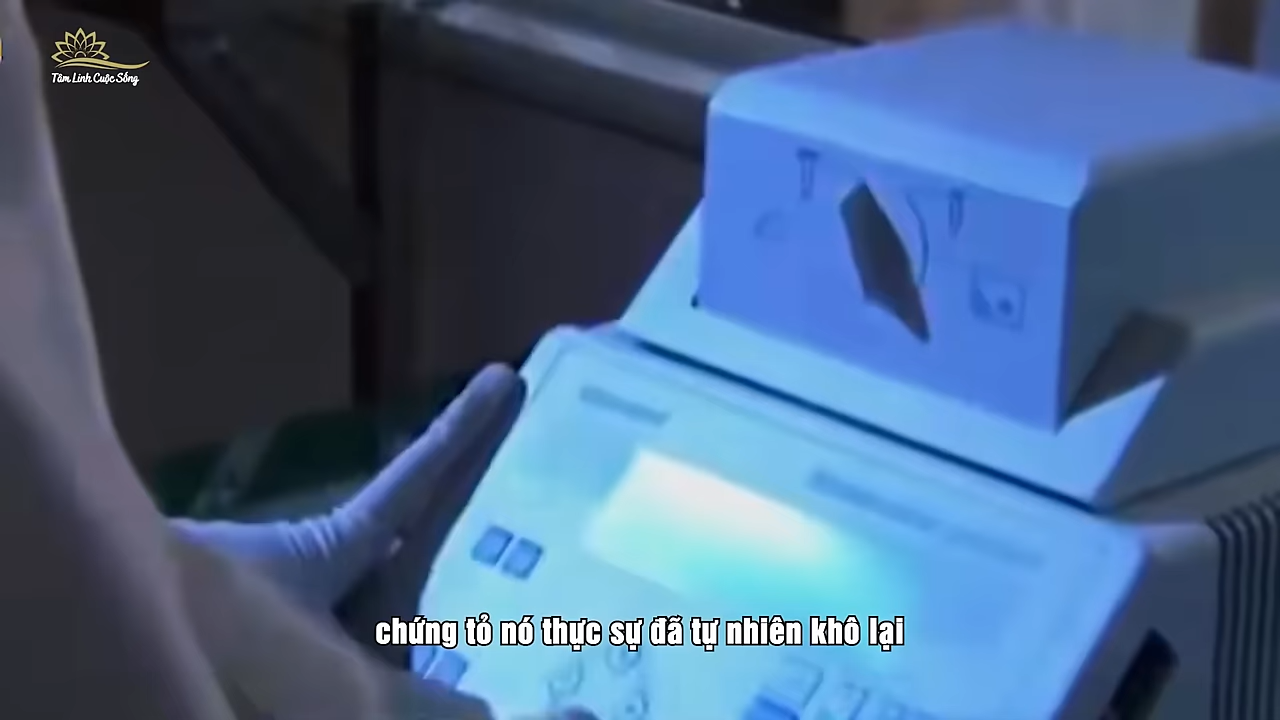 Tâm Linh Cuộc Sống
chứng tỏ nó thực sự đã tự nhiên khô lại